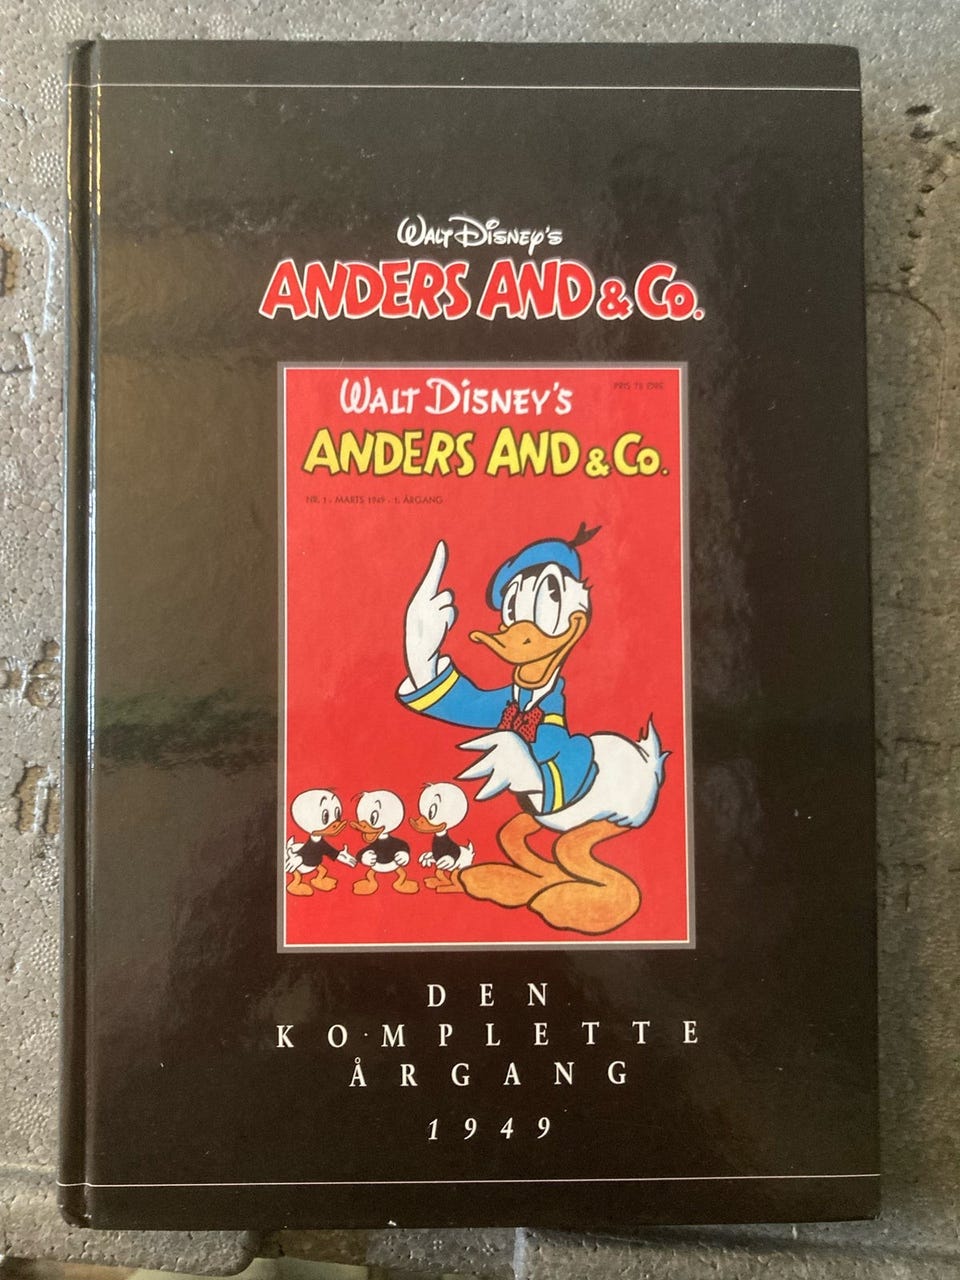 WALT DISNEY'S
ANDERS AND & CO.
WALT DISNEY'S
PRIS 75 ØRE
ANDERS AND & CO.
NR. 1 - MARTS 1949 - 1. ÅRGANG
DEN
KOMPLETTE
ÅRGANG
1949